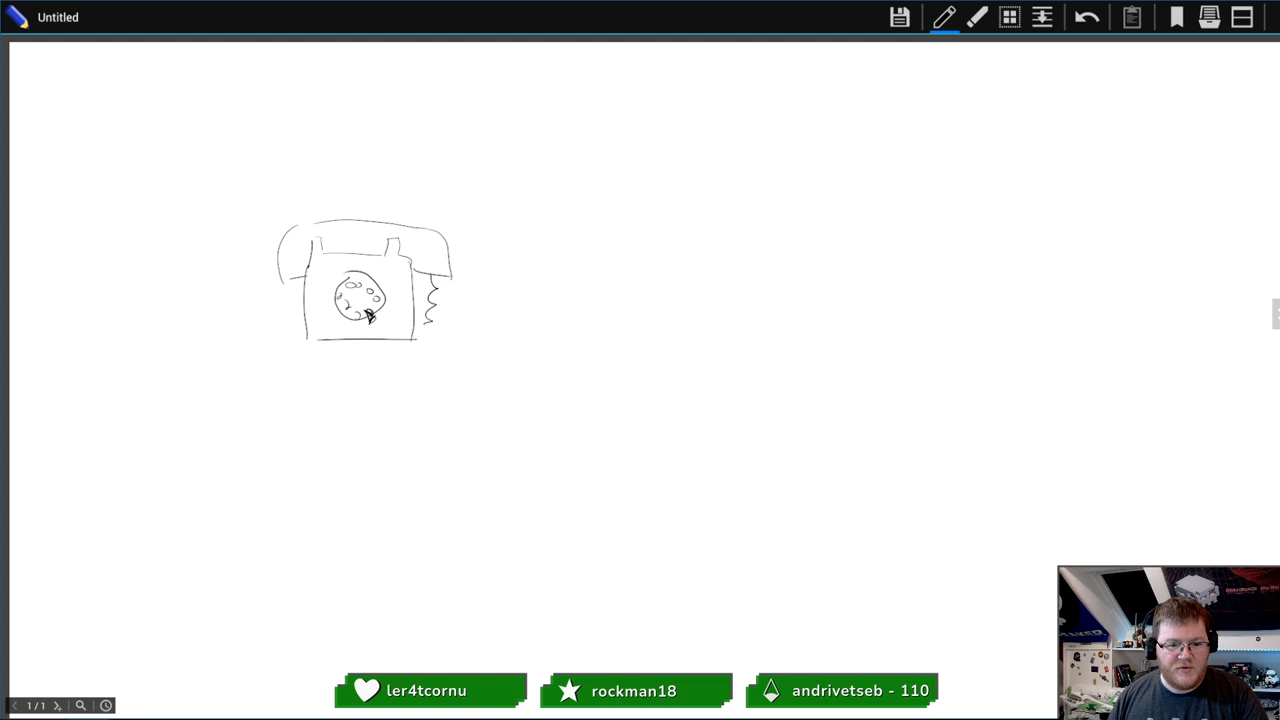 Untitled
1/1
ler4tcornu
rockman18
andrivetseb - 110